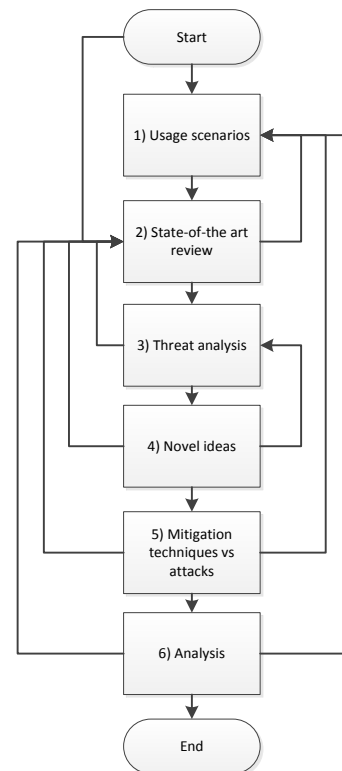 Start
1) Usage scenarios
2) State-of-the art
review
3) Threat analysis
4) Novel ideas
5) Mitigation
techniques vs
attacks
6) Analysis
End